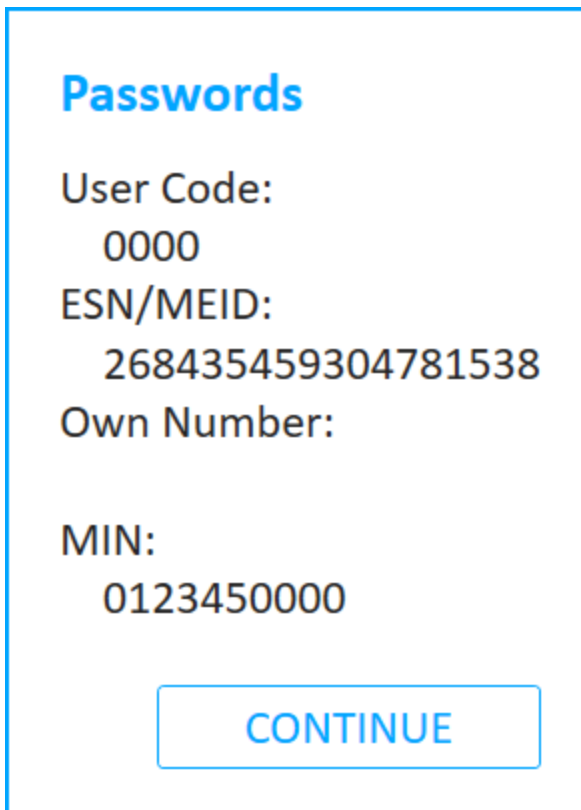 Passwords
User Code:
0000
ESN/MEID:
268435459304781538
Own Number:
MIN:
0123450000
CONTINUE